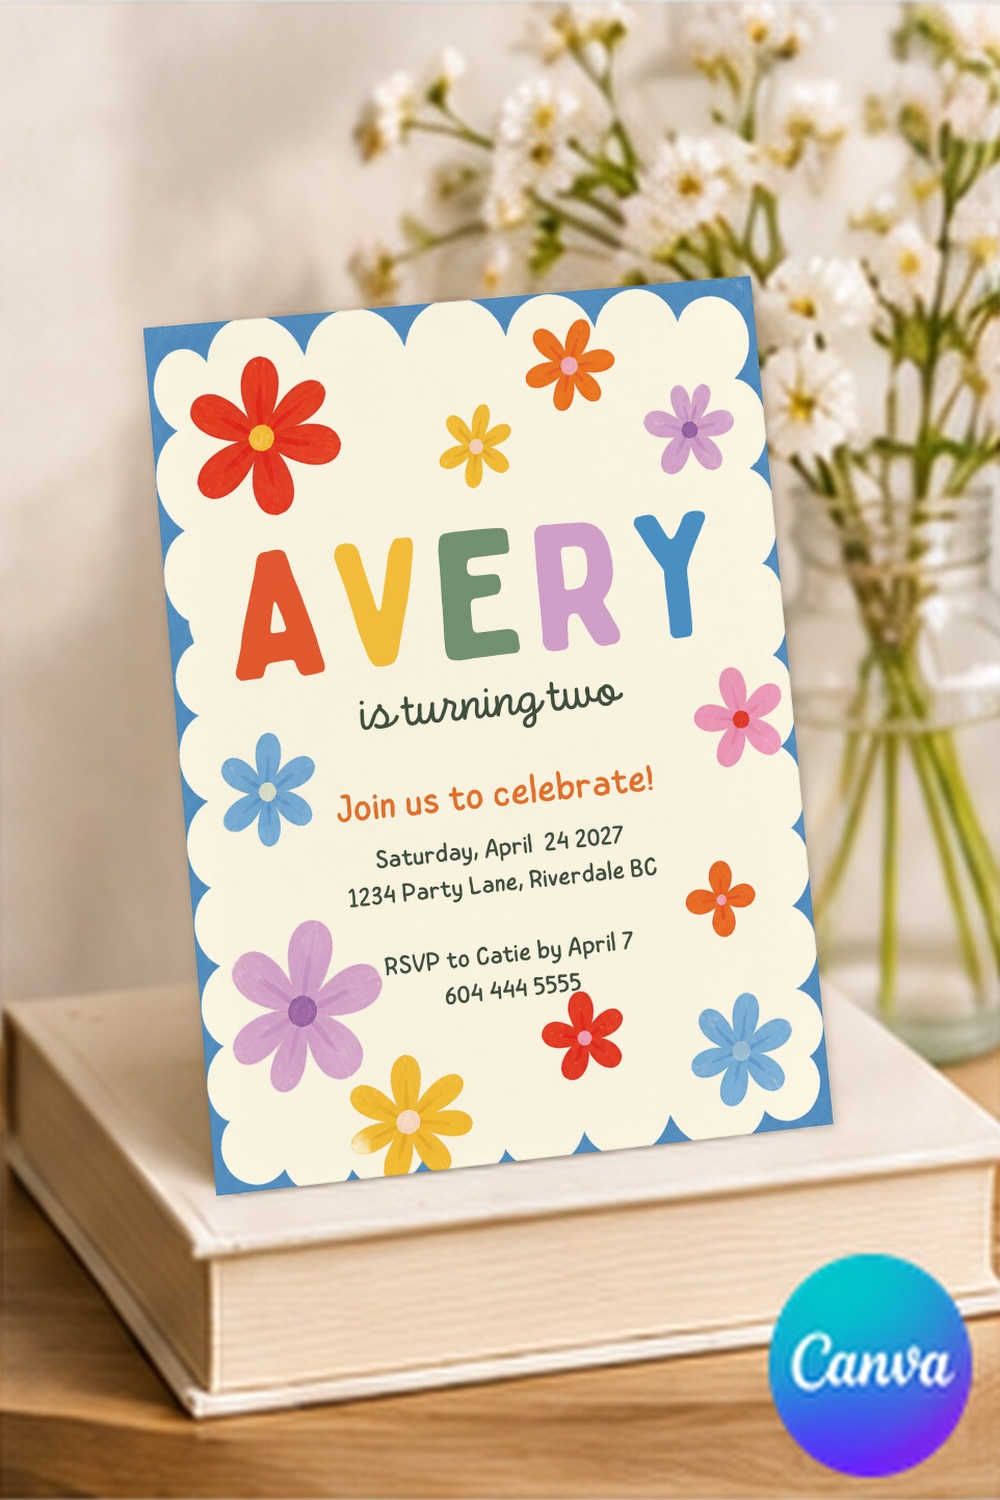 AVERY
is turning two
Join us to celebrate!
Saturday, April 24 2027
1234 Party Lane, Riverdale BC
RSVP to Catie by April 7
604 444 5555
Canva